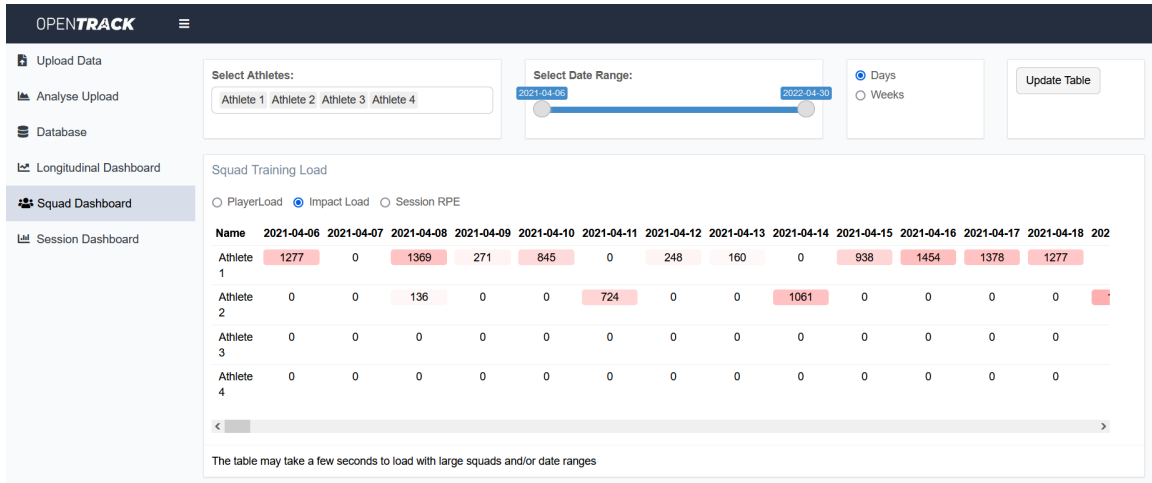 OPENTRACK
Upload Data
Analyse Upload
Database
Longitudinal Dashboard
Squad Dashboard
Session Dashboard
Select Athletes:
Athlete 1 Athlete 2 Athlete 3 Athlete 4
Select Date Range:
2021-04-06 2022-04-30
Days
Weeks
Update Table
Squad Training Load
PlayerLoad Impact Load Session RPE
Name 2021-04-06 2021-04-07 2021-04-08 2021-04-09 2021-04-10 2021-04-11 2021-04-12 2021-04-13 2021-04-14 2021-04-15 2021-04-16 2021-04-17 2021-04-18 202
Athlete 1277 0 1369 271 845 0 248 160 0 938 1454 1378 1277
1
Athlete 0 0 136 0 0 724 0 0 1061 0 0 0 0
2
Athlete 0 0 0 0 0 0 0 0 0 0 0 0 0
3
Athlete 0 0 0 0 0 0 0 0 0 0 0 0 0
4
The table may take a few seconds to load with large squads and/or date ranges